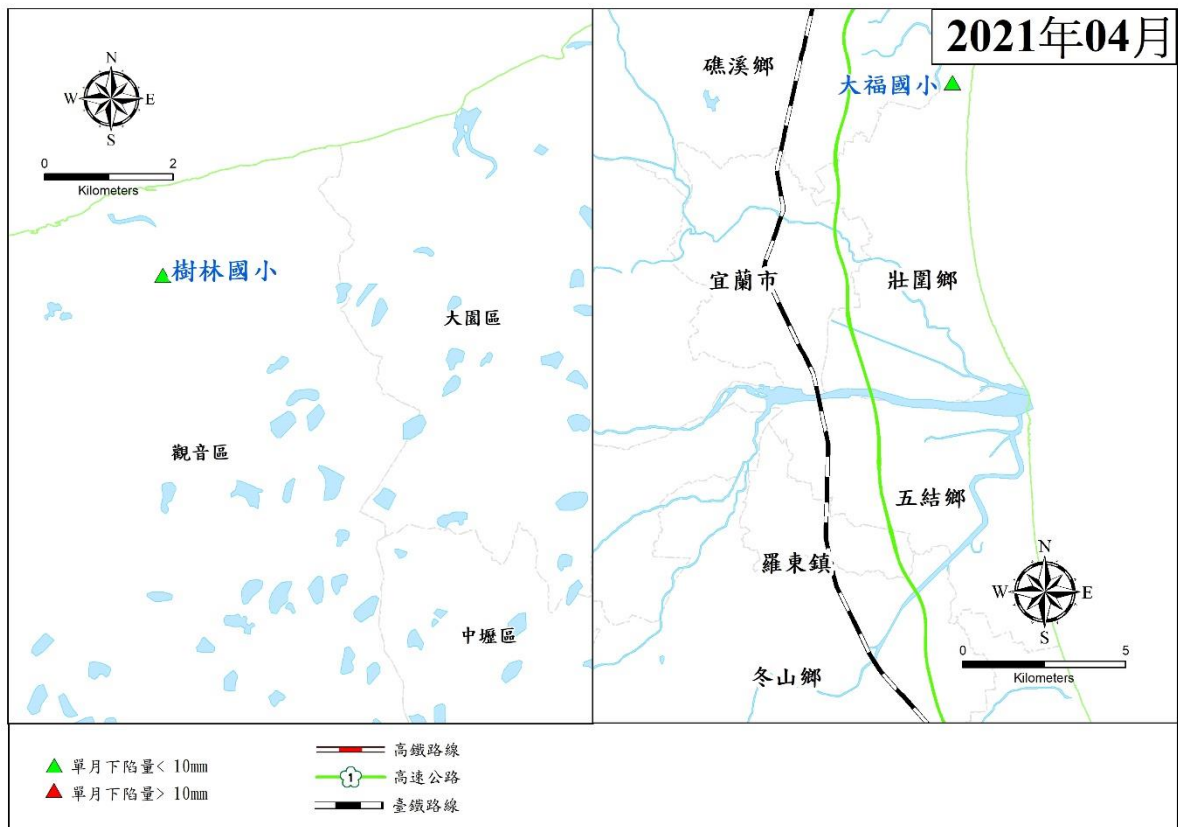 2021年04月
N
W
E
S
0
2
Kilometers
樹林國小
大園區
觀音區
中壢區
礁溪鄉
大福國小
宜蘭市
壯圍鄉
五結鄉
羅東鎮
冬山鄉
N
W
E
S
0
5
Kilometers
單月下陷量< 10mm
單月下陷量> 10mm
高鐵路線
1
高速公路
臺鐵路線